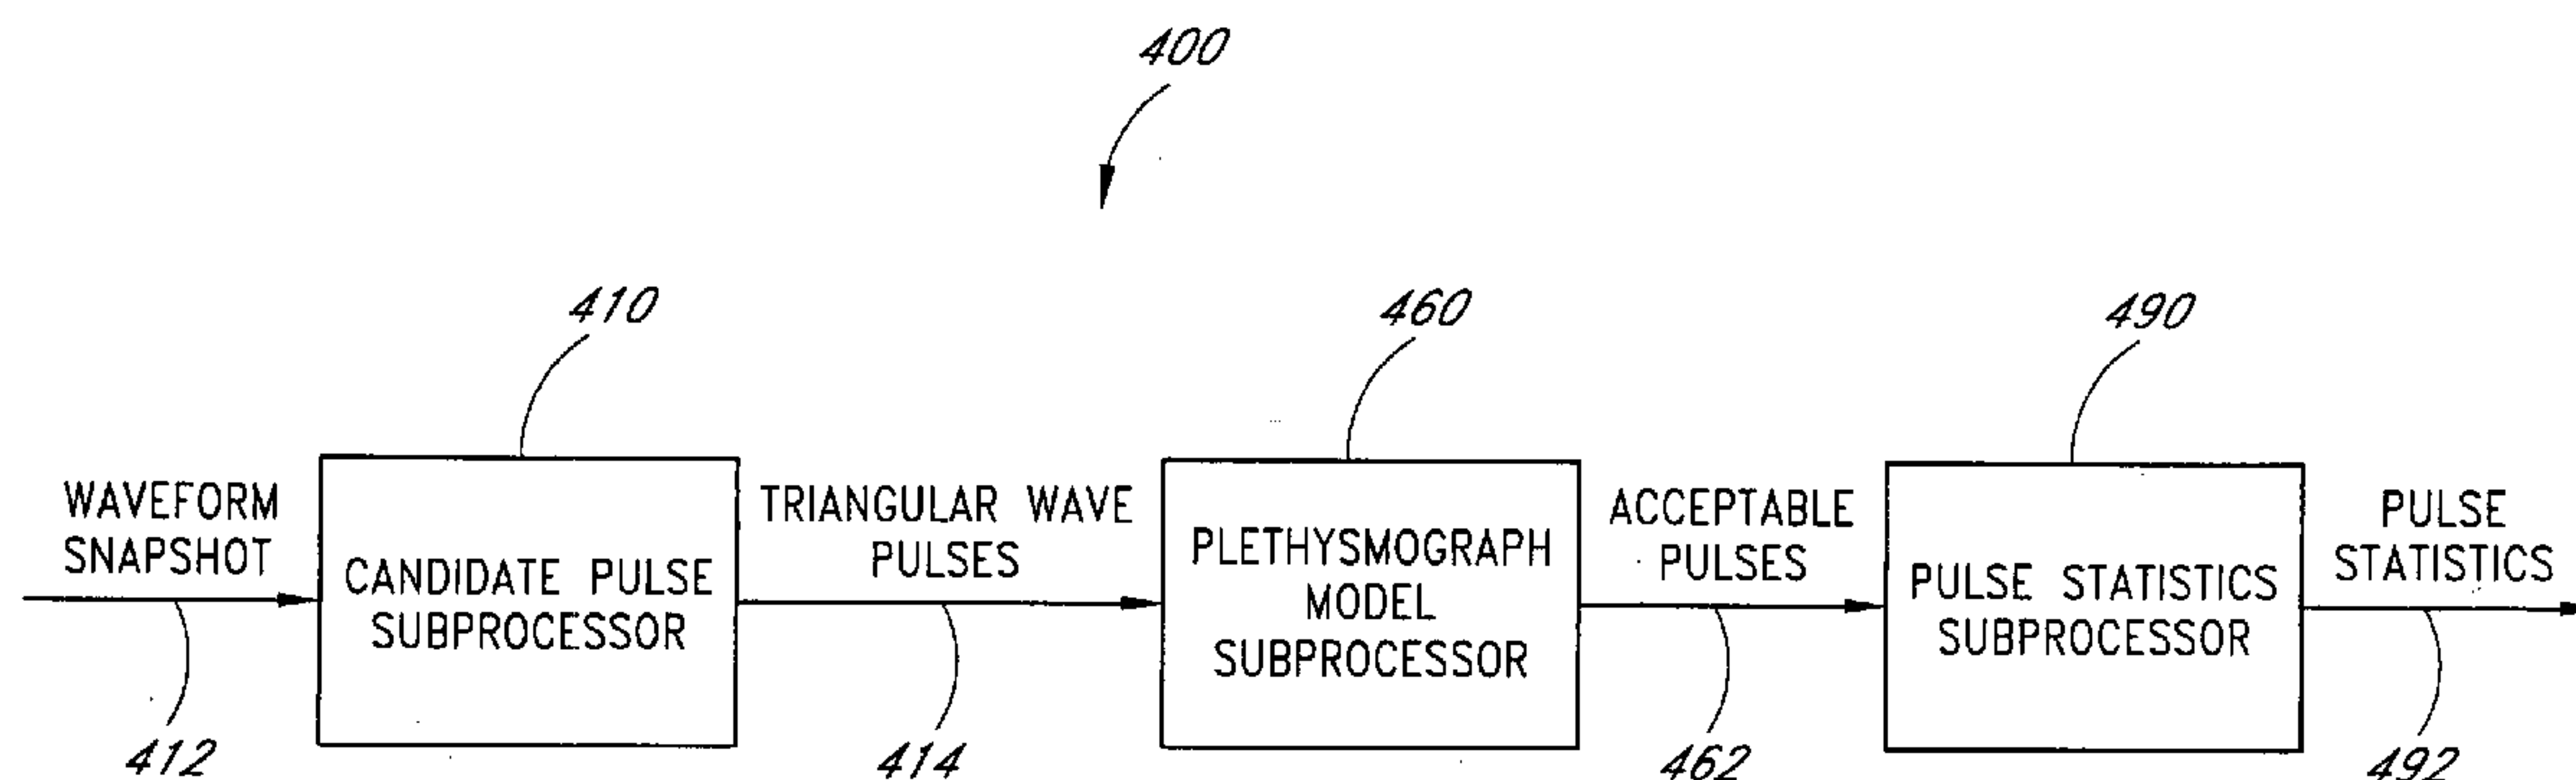 400
410
460
490
WAVEFORM
SNAPSHOT
CANDIDATE PULSE
SUBPROCESSOR
TRIANGULAR WAVE
PULSES
PLETHYSMOGRAPH
MODEL
SUBPROCESSOR
ACCEPTABLE
PULSES
PULSE STATISTICS
SUBPROCESSOR
PULSE
STATISTICS
412
414
462
492